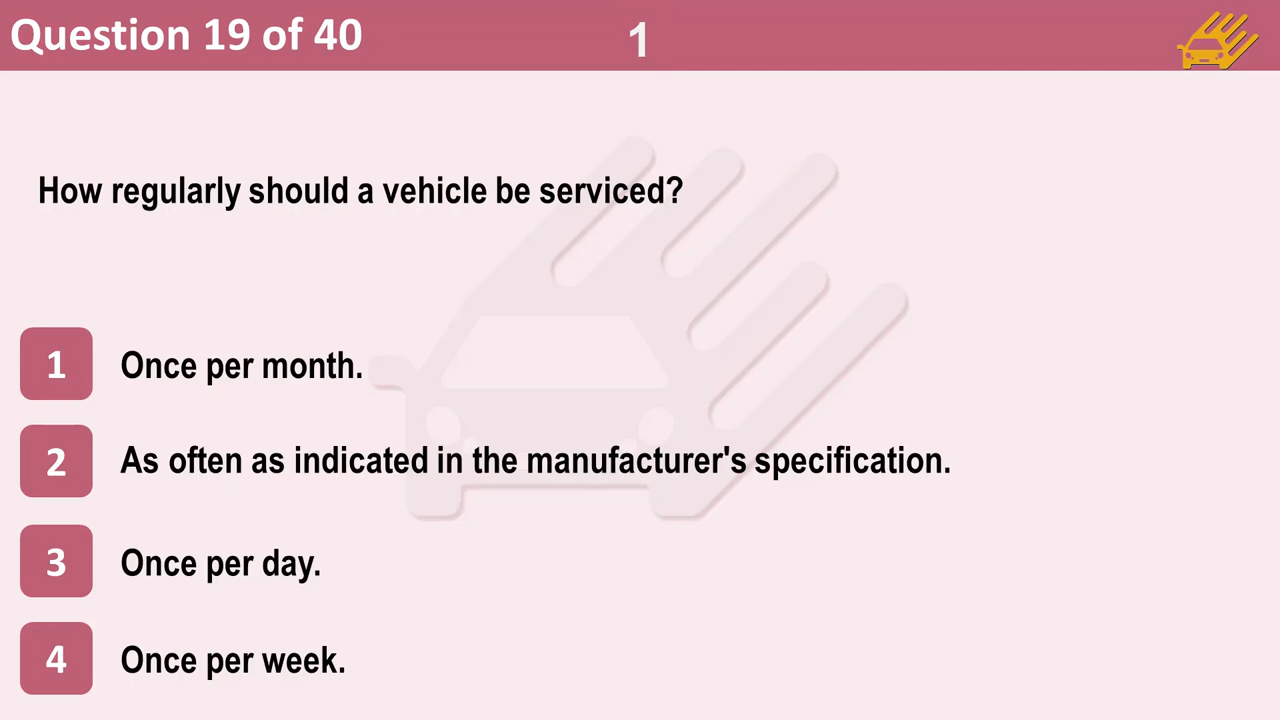 Question 19 of 40
1
How regularly should a vehicle be serviced?
1
Once per month.
2
As often as indicated in the manufacturer's specification.
3
Once per day.
4
Once per week.